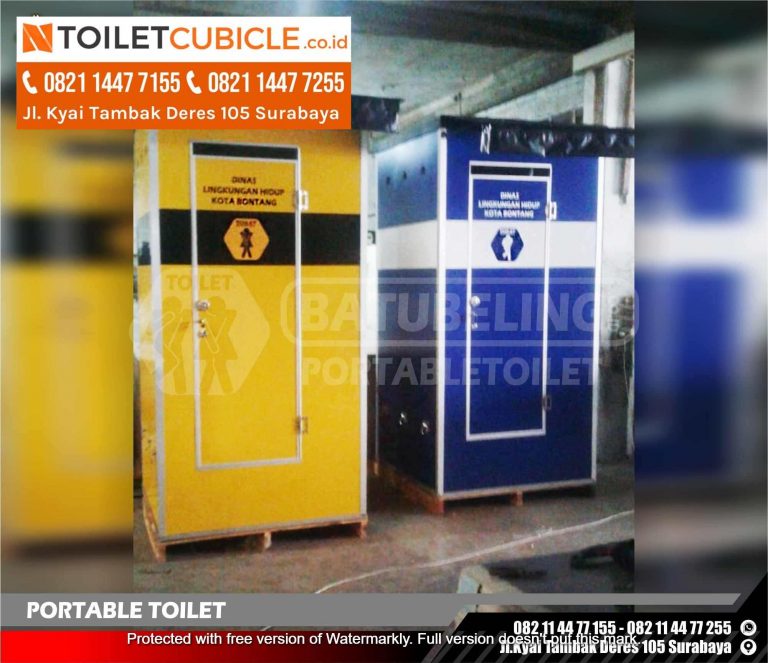 TOILETCUBICLE.co.id
0821 1447 7155 0821 1447 7255
Jl. Kyai Tambak Deres 105 Surabaya
DINAS
LINGKUNGAN HIDUP
KOTA BONTANG
TOILET
DINAS
LINGKUNGAN HIDUP
KOTA BONTANG
TOILET
TOILET
BATUBELING
PORTABLETOILET
PORTABLE TOILET
082 11 44 77 155 - 082 11 44 77 255
Jl.Kyai Tambak Deres 105 Surabaya
Protected with free version of Watermarkly. Full version doesn't put this mark.